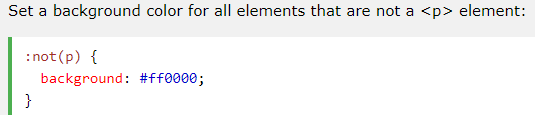 Set a background color for all elements that are not a <p> element:
:not(p) {
  background: #ff0000;
}